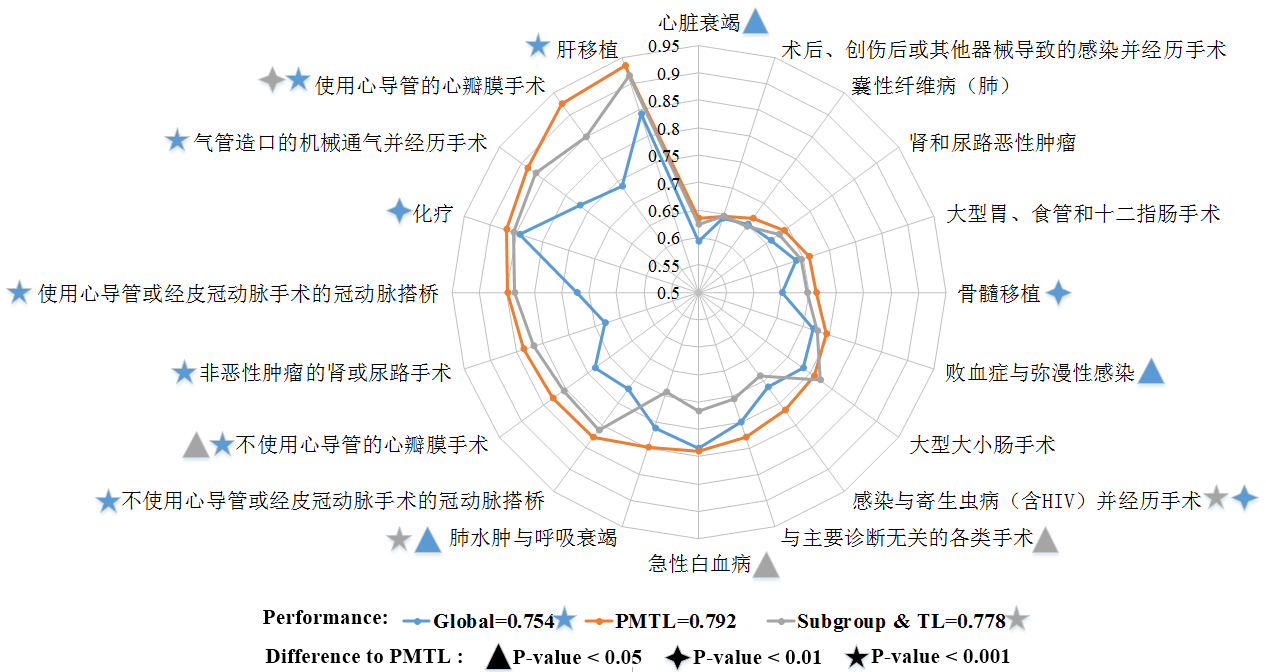 心脏衰竭
术后、创伤后或其他器械导致的感染并经历手术
囊性纤维病（肺）
肾和尿路恶性肿瘤
大型胃、食管和十二指肠手术
骨髓移植
败血症与弥漫性感染
大型大小肠手术
感染与寄生虫病（含HIV）并经历手术
与主要诊断无关的各类手术
急性白血病
肺水肿与呼吸衰竭
不使用心导管或经皮冠动脉手术的冠动脉搭桥
不使用心导管的心瓣膜手术
非恶性肿瘤的肾或尿路手术
使用心导管或经皮冠动脉手术的冠动脉搭桥
化疗
气管造口的机械通气并经历手术
使用心导管的心瓣膜手术
肝移植
0.95
0.9
0.85
0.8
0.75
0.7
0.65
0.6
0.55
0.5
Performance: Global=0.754 PMTL=0.792 Subgroup & TL=0.778
Difference to PMTL : P-value < 0.05 P-value < 0.01 P-value < 0.001